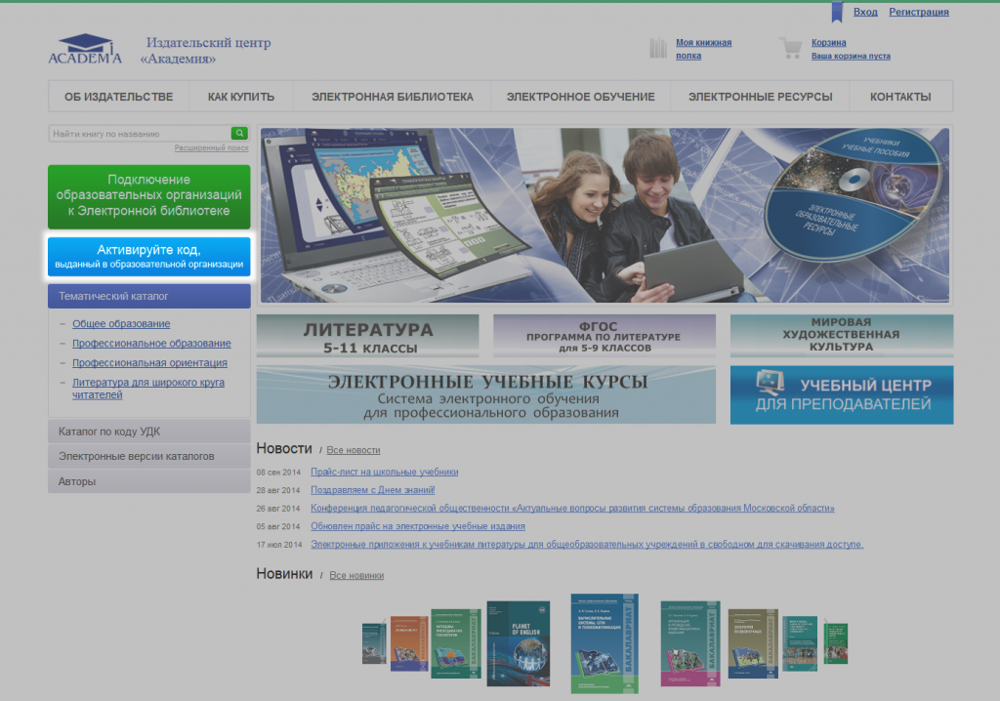 Вход Регистрация
ACADEM'A
Издательский центр
«Академия»
Моя книжная
полка
Корзина
Ваша корзина пуста
ОБ ИЗДАТЕЛЬСТВЕ КАК КУПИТЬ ЭЛЕКТРОННАЯ БИБЛИОТЕКА ЭЛЕКТРОННОЕ ОБУЧЕНИЕ ЭЛЕКТРОННЫЕ РЕСУРСЫ КОНТАКТЫ
Найти книгу по названию
Расширенный поиск
Подключение
образовательных организаций
к Электронной библиотеке
Активируйте код,
выданный в образовательной организации
Тематический каталог
– Общее образование
– Профессиональное образование
– Профессиональная ориентация
– Литература для широкого круга
читателей
Каталог по коду УДК
Электронные версии каталогов
Авторы
УЧЕБНИКИ
УЧЕБНЫЕ ПОСОБИЯ
ЭЛЕКТРОННЫЕ
ОБРАЗОВАТЕЛЬНЫЕ
РЕСУРСЫ
ЛИТЕРАТУРА
5-11 КЛАССЫ
ФГОС
ПРОГРАММА ПО ЛИТЕРАТУРЕ
для 5-9 КЛАССОВ
МИРОВАЯ
ХУДОЖЕСТВЕННАЯ
КУЛЬТУРА
ЭЛЕКТРОННЫЕ УЧЕБНЫЕ КУРСЫ
Система электронного обучения
для профессионального образования
УЧЕБНЫЙ ЦЕНТР
ДЛЯ ПРЕПОДАВАТЕЛЕЙ
Новости / Все новости
08 сен 2014 Прайс-лист на школьные учебники
28 авг 2014 Поздравляем с Днем знаний!
26 авг 2014 Конференция педагогической общественности «Актуальные вопросы развития системы образования Московской области»
05 авг 2014 Обновлен прайс на электронные учебные издания
17 июл 2014 Электронные приложения к учебникам литературы для общеобразовательных учреждений в свободном для скачивания доступе.
Новинки / Все новинки
PLANET
OF ENGLISH
БАКАЛАВРИАТ
БАКАЛАВРИАТ
БАКАЛАВРИАТ